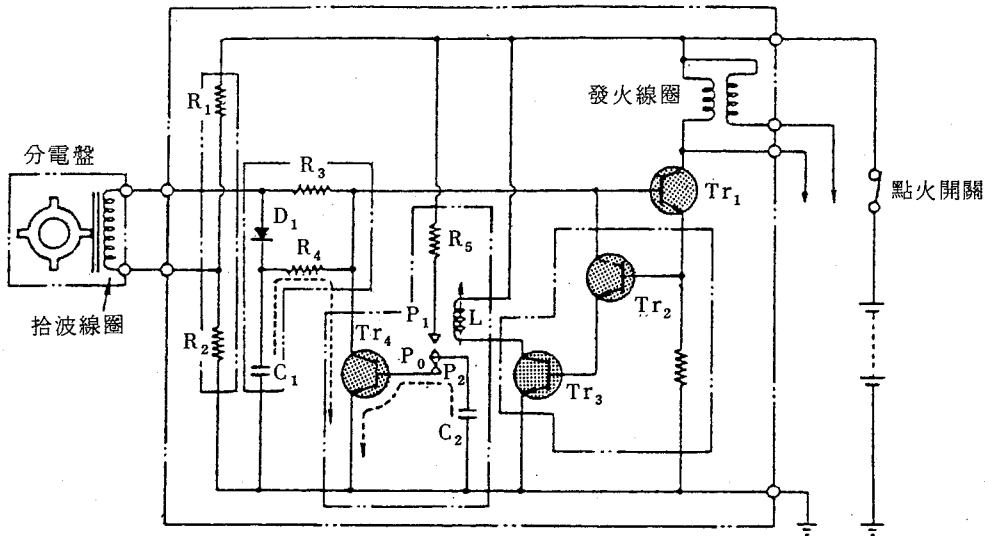 發火線圈
R₁
分電盤
R₃
Tr₁
點火開關
D₁
R₄
R₅
Tr₂
拾波線圈
P₁
L
R₂
Tr₄
P₀
P₂
C₁
Tr₃
C₂